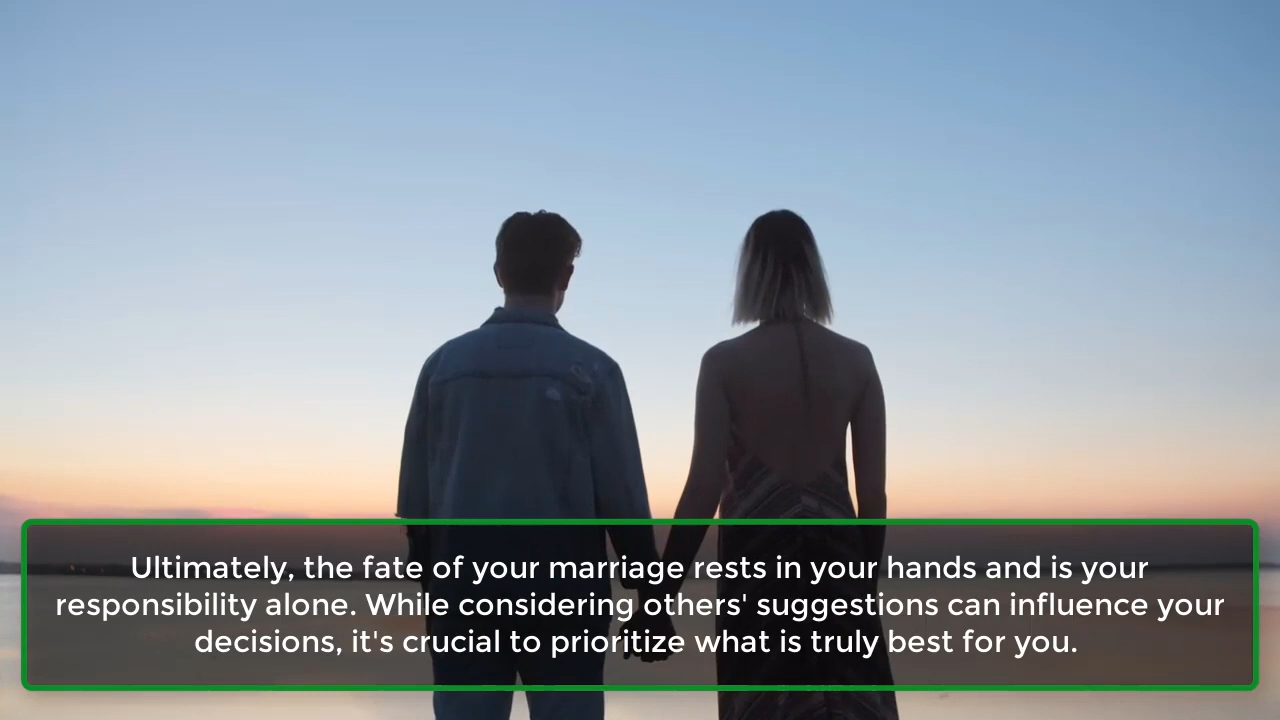 Ultimately, the fate of your marriage rests in your hands and is your
responsibility alone. While considering others' suggestions can influence your
decisions, it's crucial to prioritize what is truly best for you.